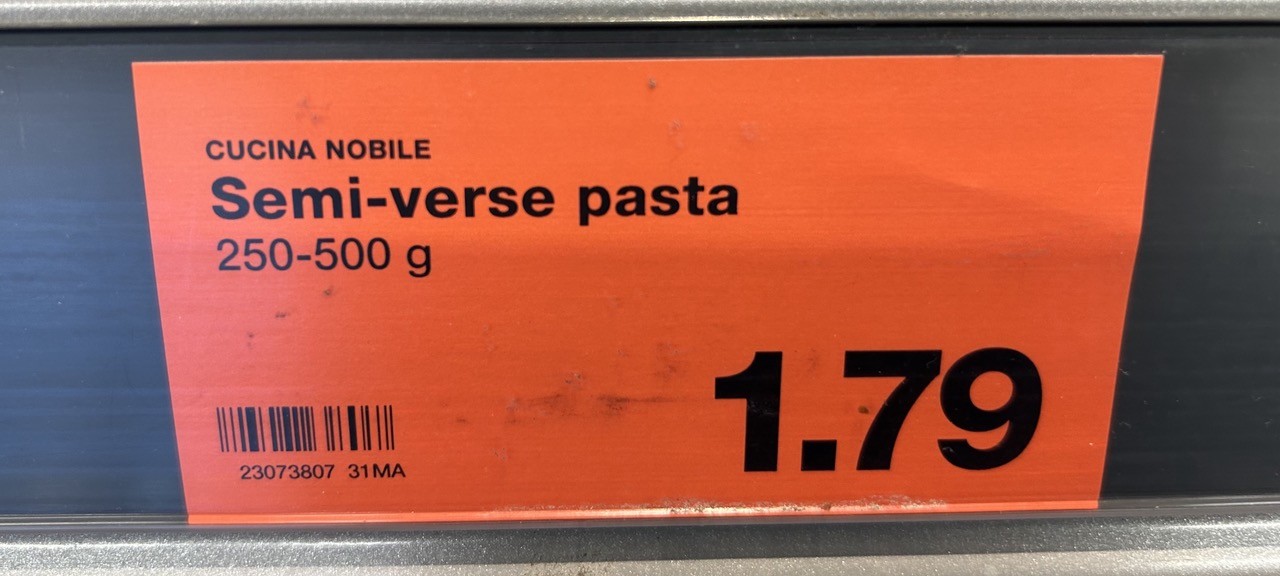 CUCINA NOBILE
Semi-verse pasta
250-500 g
1.79
23073807 31MA